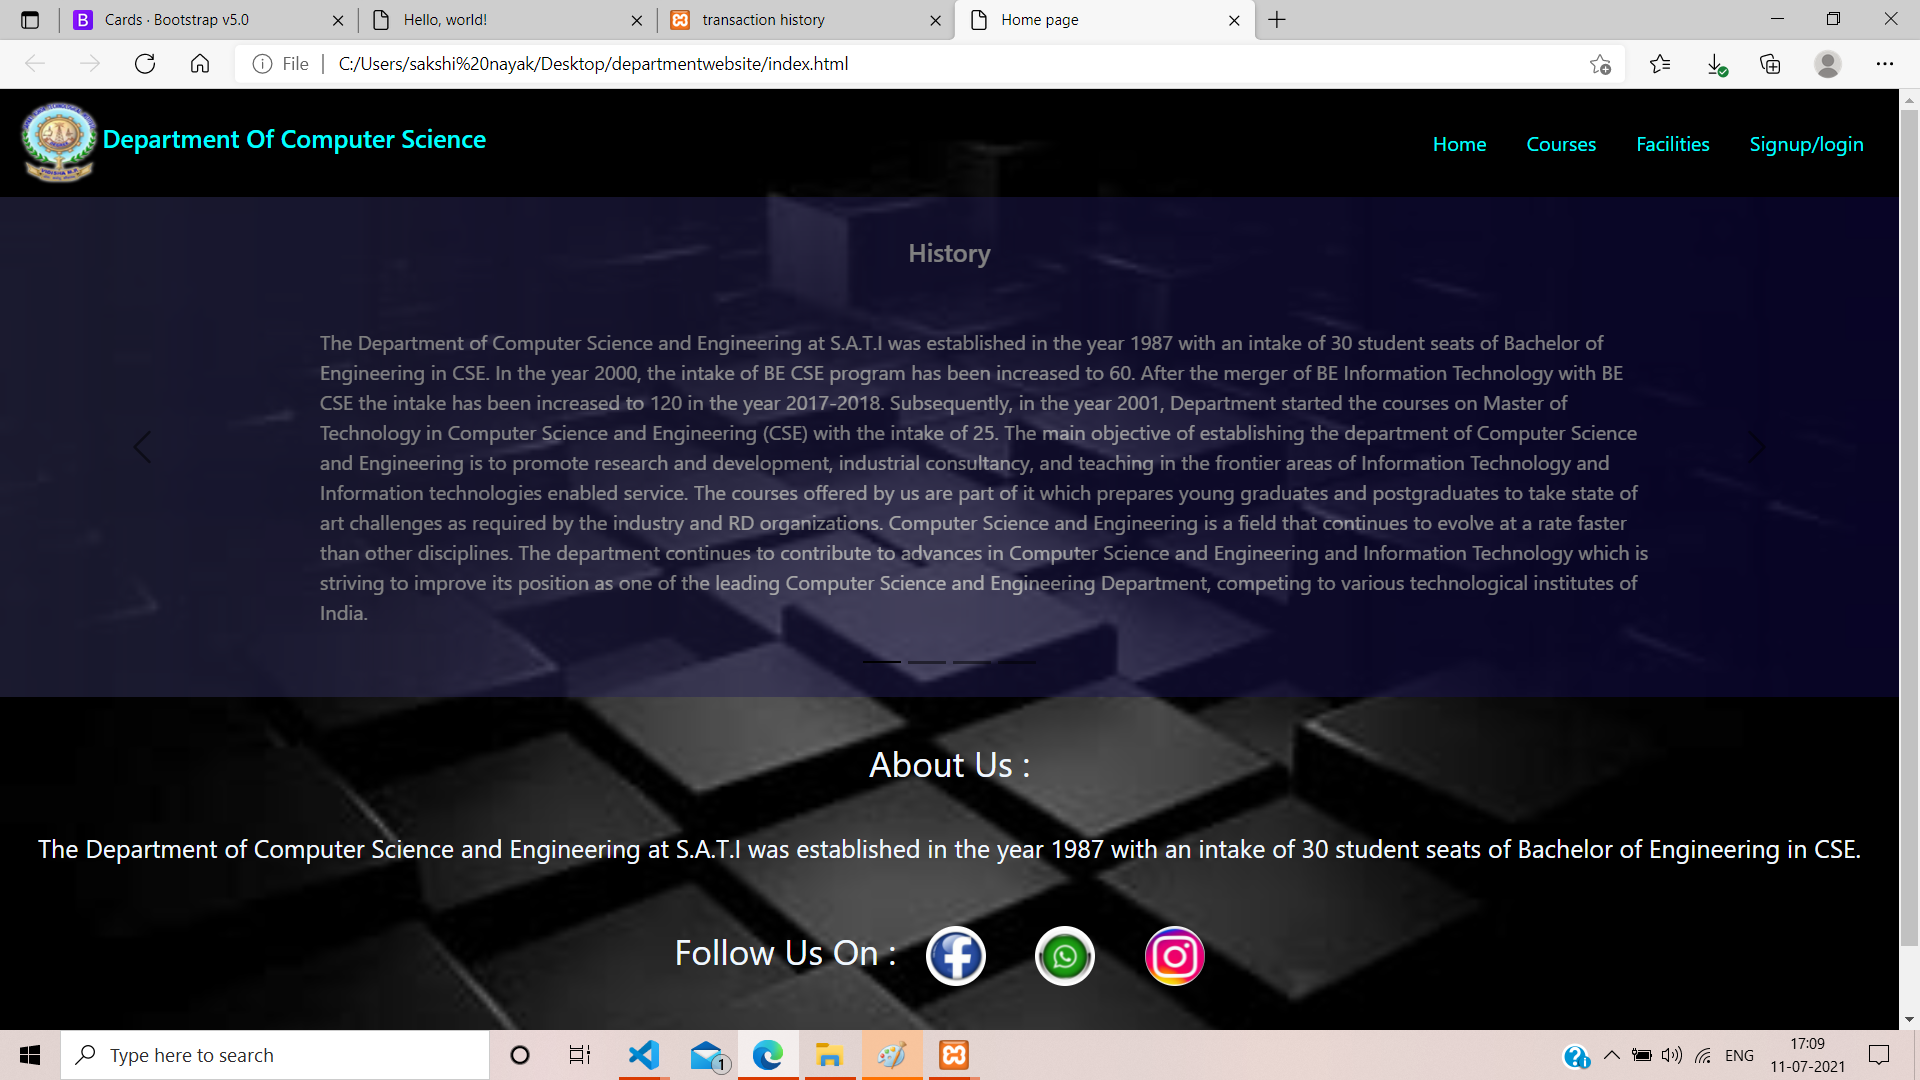 Cards · Bootstrap v5.0
Hello, world!
transaction history
Home page
File
C:/Users/sakshi%20nayak/Desktop/departmentwebsite/index.html
VIDISHA M.P.
Department Of Computer Science
Home
Courses
Facilities
Signup/login
History
The Department of Computer Science and Engineering at S.A.T.I was established in the year 1987 with an intake of 30 student seats of Bachelor of
Engineering in CSE. In the year 2000, the intake of BE CSE program has been increased to 60. After the merger of BE Information Technology with BE
CSE the intake has been increased to 120 in the year 2017-2018. Subsequently, in the year 2001, Department started the courses on Master of
Technology in Computer Science and Engineering (CSE) with the intake of 25. The main objective of establishing the department of Computer Science
and Engineering is to promote research and development, industrial consultancy, and teaching in the frontier areas of Information Technology and
Information technologies enabled service. The courses offered by us are part of it which prepares young graduates and postgraduates to take state of
art challenges as required by the industry and RD organizations. Computer Science and Engineering is a field that continues to evolve at a rate faster
than other disciplines. The department continues to contribute to advances in Computer Science and Engineering and Information Technology which is
striving to improve its position as one of the leading Computer Science and Engineering Department, competing to various technological institutes of
India.
About Us :
The Department of Computer Science and Engineering at S.A.T.I was established in the year 1987 with an intake of 30 student seats of Bachelor of Engineering in CSE.
Follow Us On :
Type here to search
1
ENG
17:09
11-07-2021